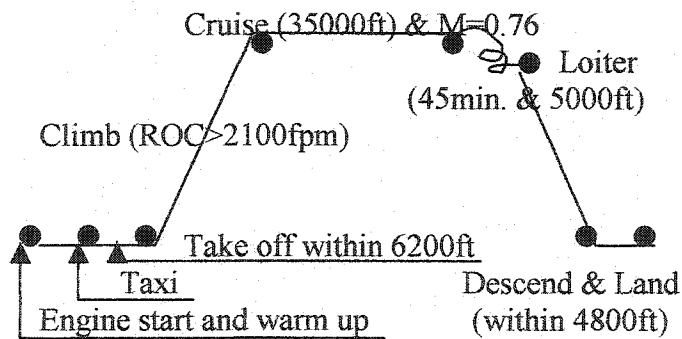 Cruise (35000ft) & M=0.76
Loiter
(45min. & 5000ft)
Climb (ROC>2100fpm)
Take off within 6200ft
Taxi
Engine start and warm up
Descend & Land
(within 4800ft)